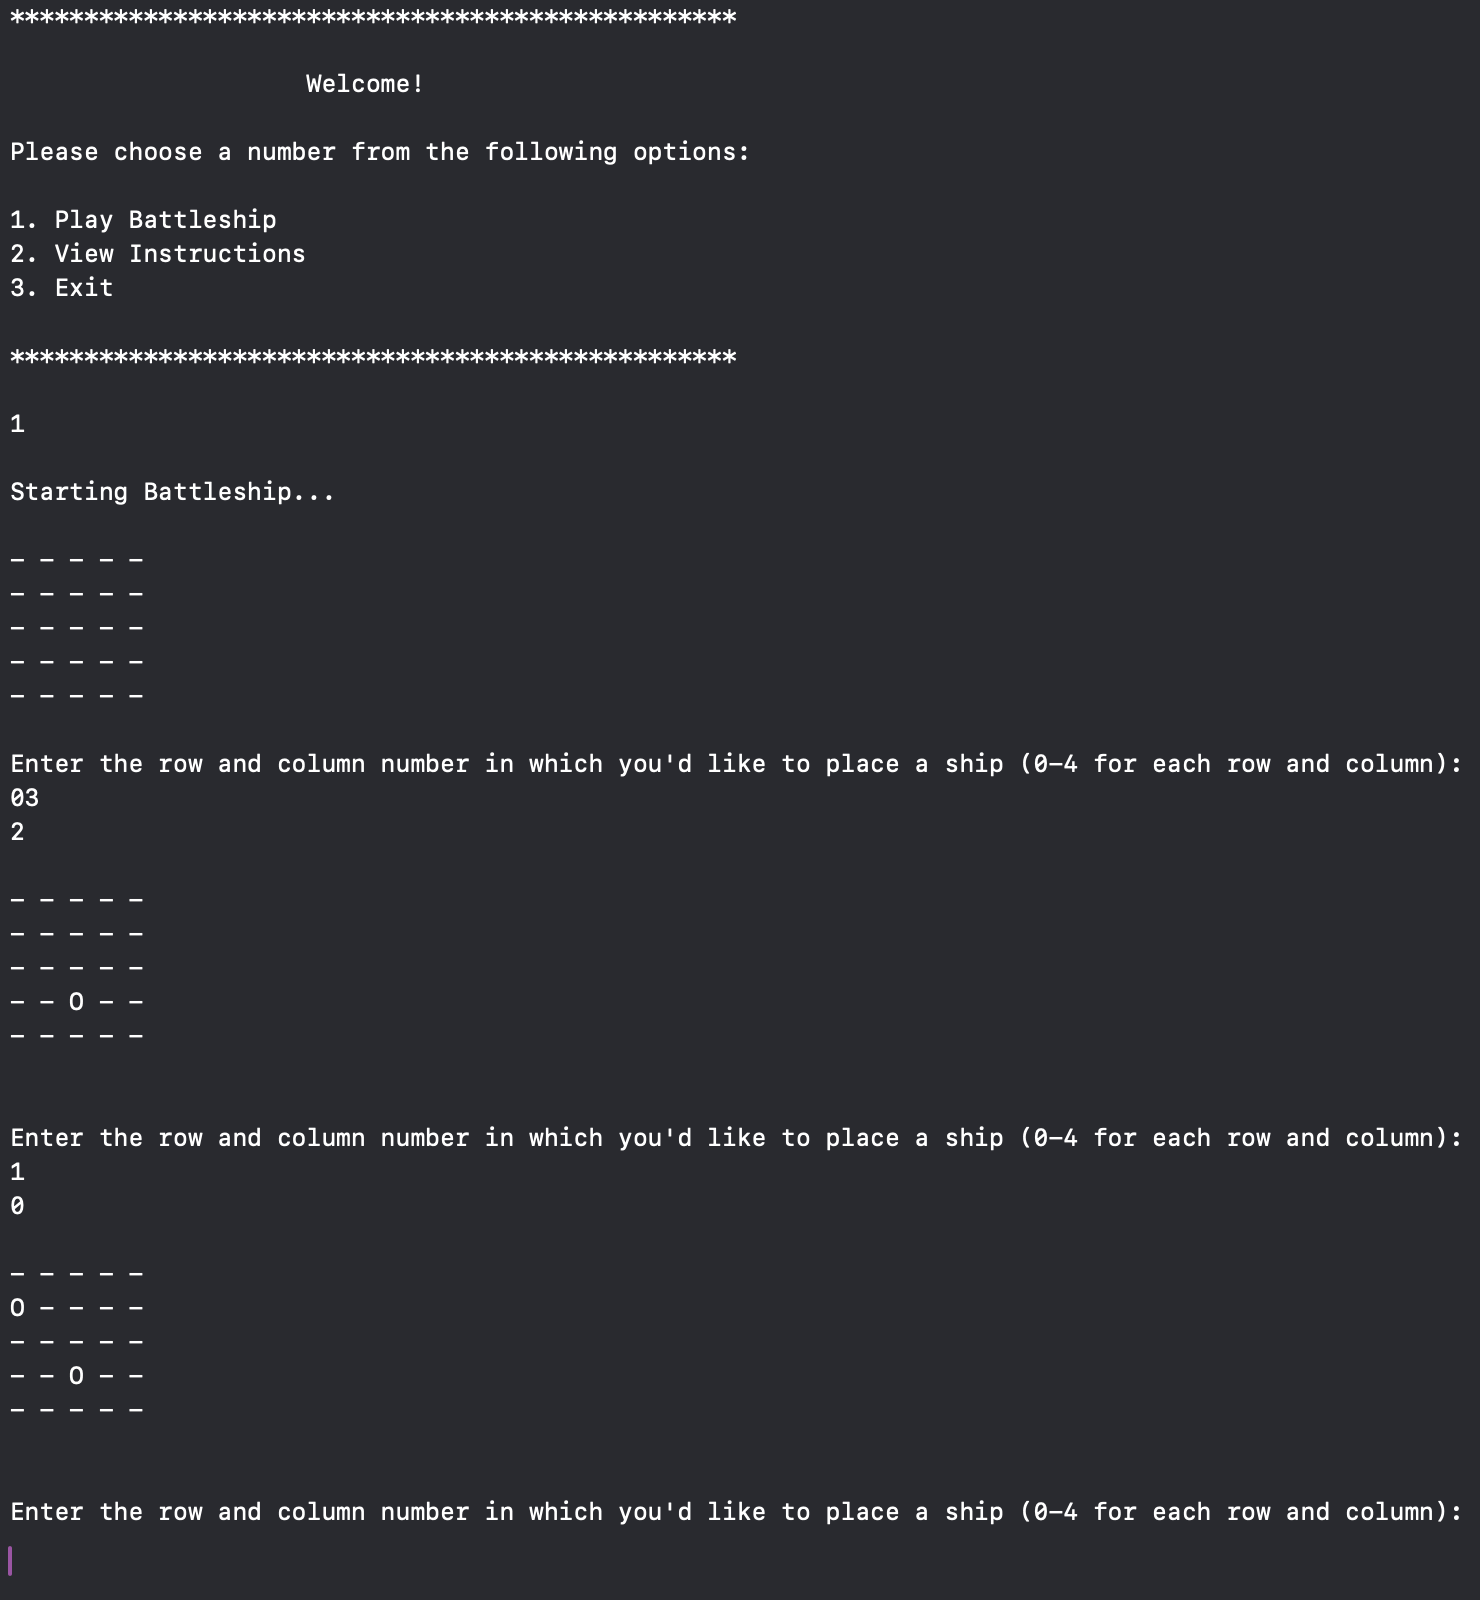 *************************************************
Welcome!
Please choose a number from the following options:
1. Play Battleship
2. View Instructions
3. Exit
*************************************************
1
Starting Battleship...
- - - - -
- - - - -
- - - - -
- - - - -
- - - - -
Enter the row and column number in which you'd like to place a ship (0-4 for each row and column):
03
2
- - - - -
- - - - -
- - - - -
- - O - -
- - - - -
Enter the row and column number in which you'd like to place a ship (0-4 for each row and column):
1
0
- - - - -
O - - - -
- - - - -
- - O - -
- - - - -
Enter the row and column number in which you'd like to place a ship (0-4 for each row and column):